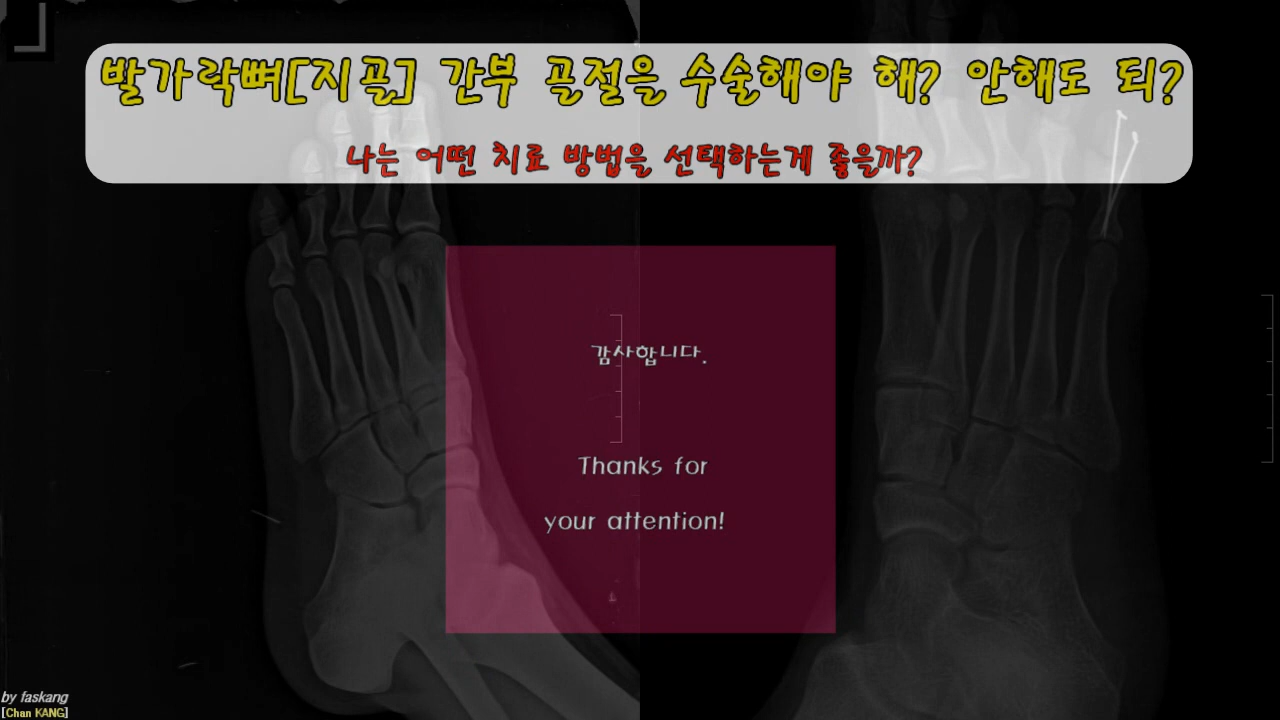 발가락뼈[지골] 간부 골절을 수술해야 해? 안해도 되?
나는 어떤 치료 방법을 선택하는게 좋을까?
감사합니다.
Thanks for
your attention!
by faskang
[Chan KANG]